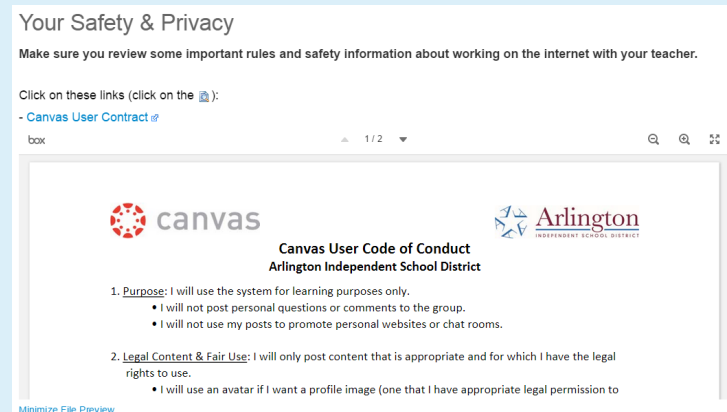 Your Safety & Privacy
Make sure you review some important rules and safety information about working on the internet with your teacher.
Click on these links (click on the ):
- Canvas User Contract
box 1 / 2
canvas Arlington
INDEPENDENT SCHOOL DISTRICT
Canvas User Code of Conduct
Arlington Independent School District
1. Purpose: I will use the system for learning purposes only.
• I will not post personal questions or comments to the group.
• I will not use my posts to promote personal websites or chat rooms.
2. Legal Content & Fair Use: I will only post content that is appropriate and for which I have the legal
rights to use.
• I will use an avatar if I want a profile image (one that I have appropriate legal permission to
Minimize File Preview